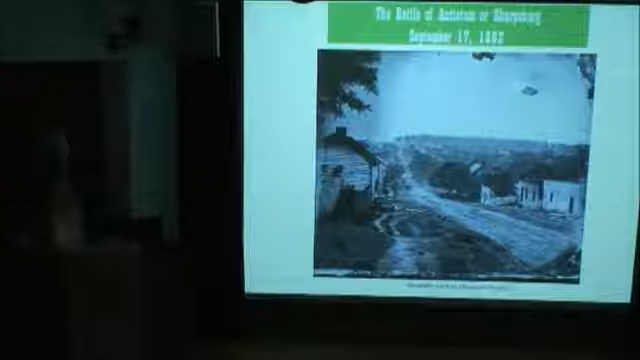 The Battle of Antietam or Sharpsburg
September 17, 1862